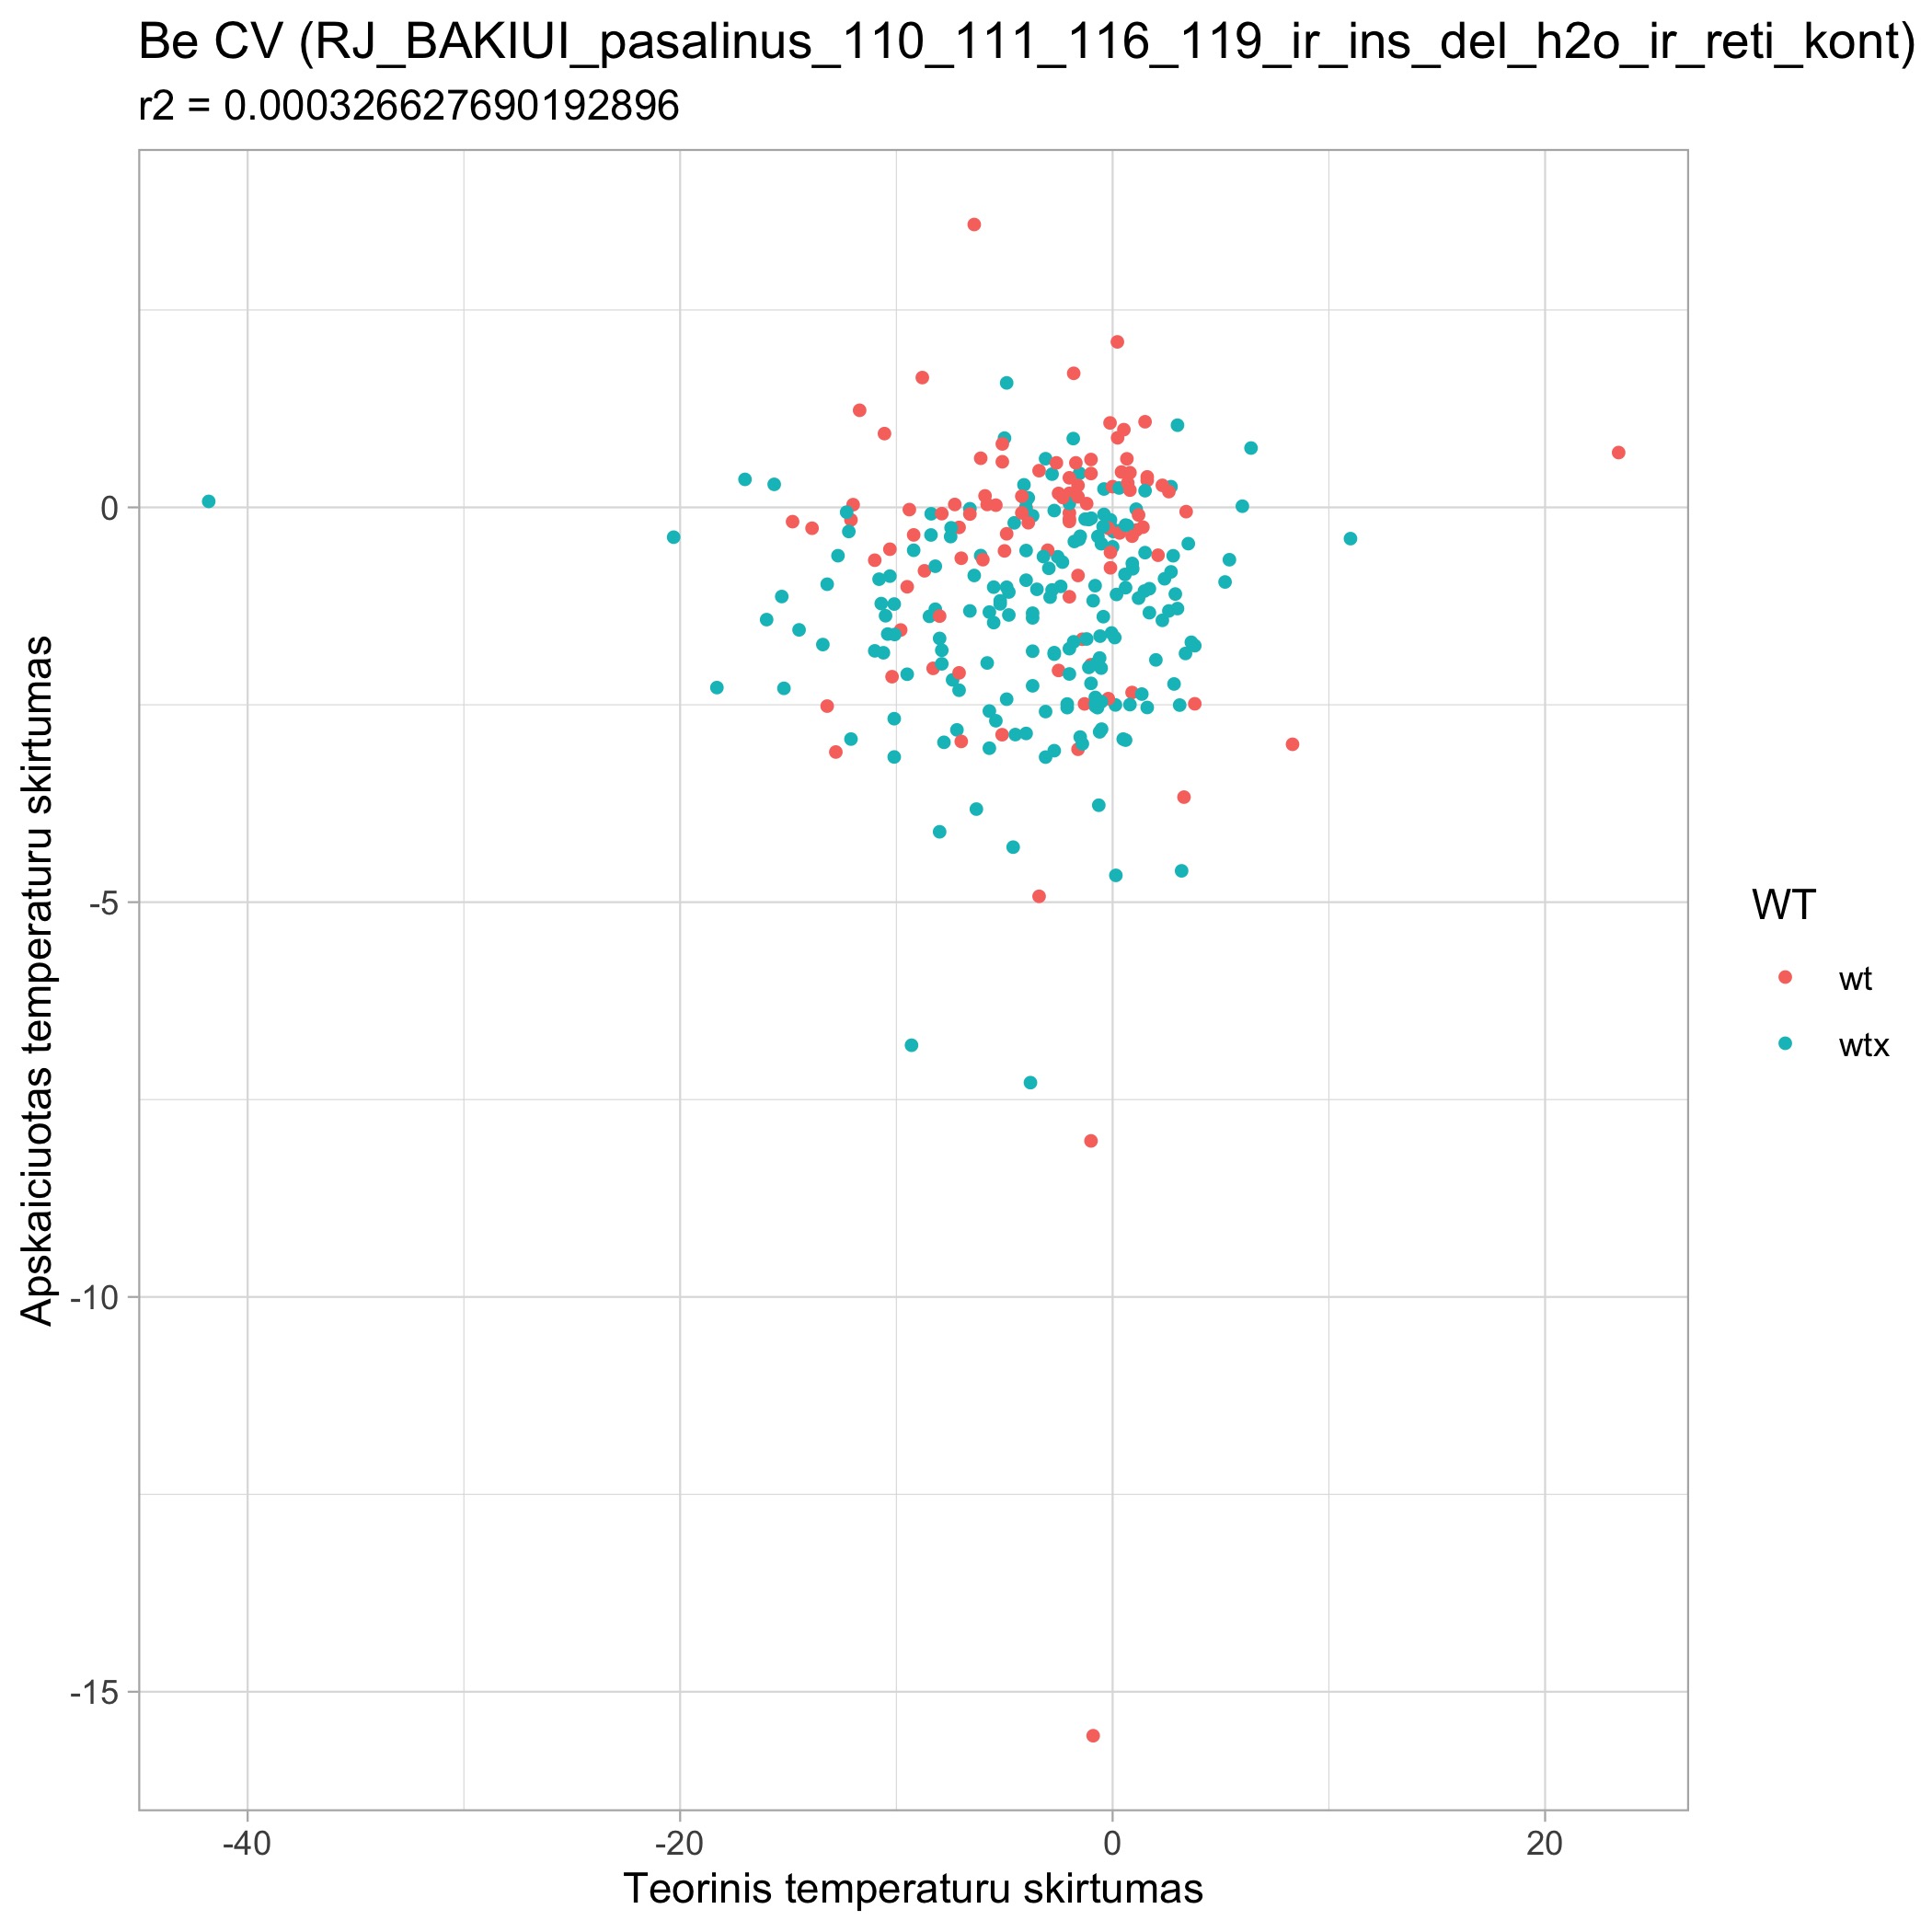 Be CV (RJ_BAKIUI_pasalinus_110_111_116_119_ir_ins_del_h2o_ir_reti_kont)
r2 = 0.000326627690192896
Apskaiciuotas temperaturu skirtumas
0
-5
-10
-15
-40
-20
0
20
Teorinis temperaturu skirtumas
WT
wt
wtx